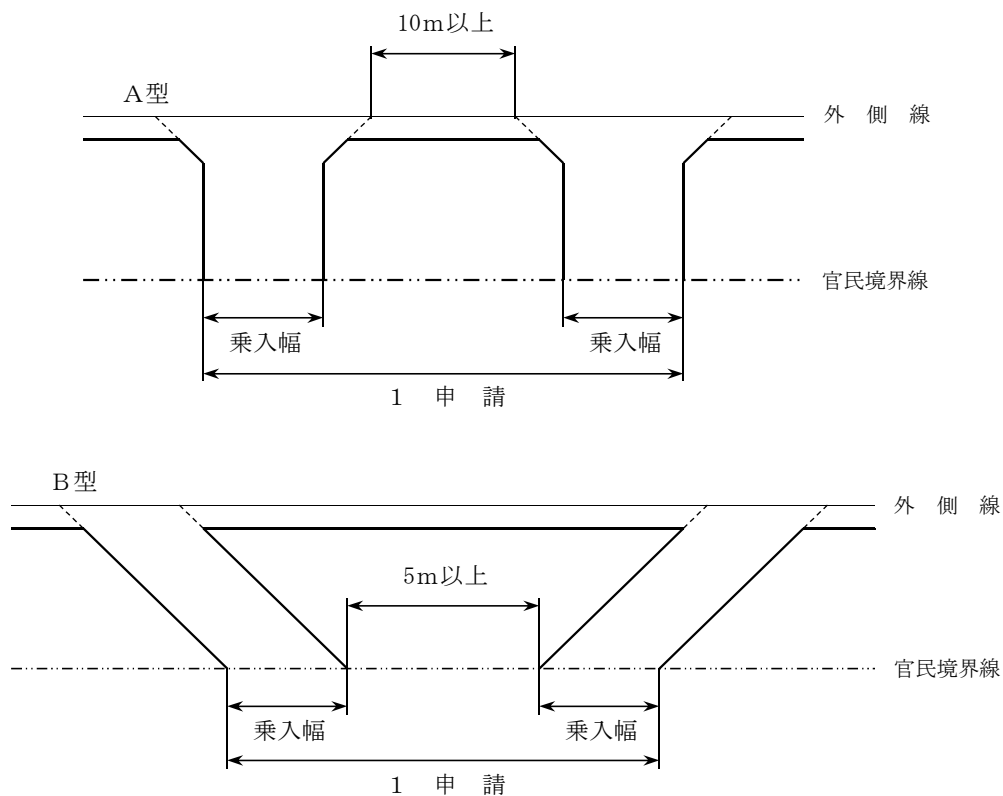 10m以上
A型
外 側 線
官民境界線
乗入幅 乗入幅
1 申 請
B型
外 側 線
5m以上
官民境界線
乗入幅 乗入幅
1 申 請